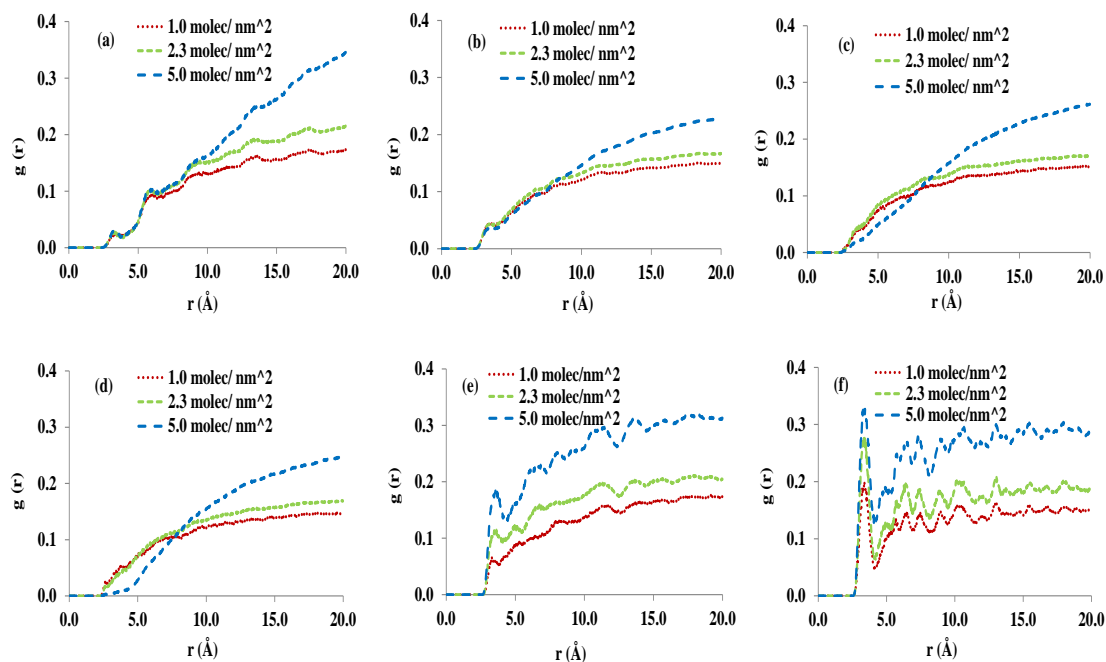 (a)
1.0 molec/ nm^2
2.3 molec/ nm^2
5.0 molec/ nm^2
0.4
0.3
0.2
0.1
0.0
g (r)
0.0 5.0 10.0 15.0 20.0
r (Å)
(b)
1.0 molec/ nm^2
2.3 molec/ nm^2
5.0 molec/ nm^2
0.4
0.3
0.2
0.1
0.0
g (r)
0.0 5.0 10.0 15.0 20.0
r (Å)
(c)
1.0 molec/ nm^2
2.3 molec/ nm^2
5.0 molec/ nm^2
0.4
0.3
0.2
0.1
0.0
g (r)
0.0 5.0 10.0 15.0 20.0
r (Å)
(d)
1.0 molec/ nm^2
2.3 molec/ nm^2
5.0 molec/ nm^2
0.4
0.3
0.2
0.1
0.0
g (r)
0.0 5.0 10.0 15.0 20.0
r (Å)
(e)
1.0 molec/nm^2
2.3 molec/nm^2
5.0 molec/nm^2
0.4
0.3
0.2
0.1
0.0
g (r)
0.0 5.0 10.0 15.0 20.0
r (Å)
(f)
1.0 molec/nm^2
2.3 molec/nm^2
5.0 molec/nm^2
0.4
0.3
0.2
0.1
0.0
g (r)
0.0 5.0 10.0 15.0 20.0
r (Å)